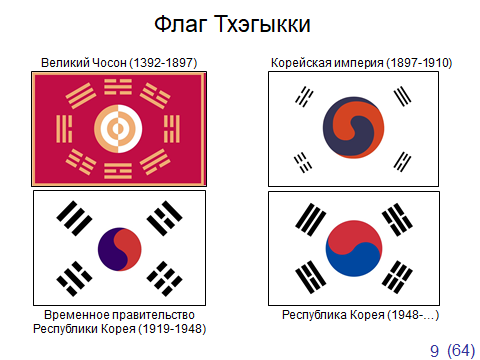 Флаг Тхэгыкки
Великий Чосон (1392-1897)
Корейская империя (1897-1910)
Временное правительство
Республики Корея (1919-1948)
Республика Корея (1948-…)
9 (64)